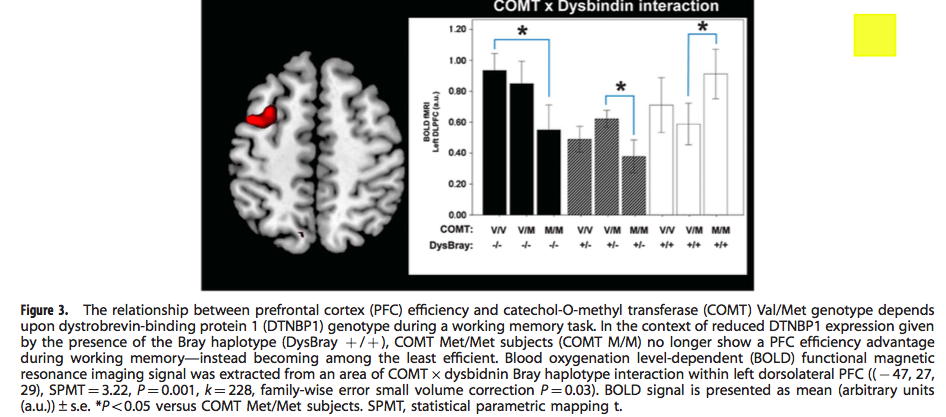 COMT x Dysbindin interaction
*
*
*
1.20
1.00
0.80
0.60
0.40
0.20
0.00
BOLD fMRI
Left DLPFC (a.u.)
COMT: V/V V/M M/M V/V V/M M/M V/V V/M M/M
DysBray: -/- -/- -/- +/- +/- +/- +/+ +/+ +/+
Figure 3. The relationship between prefrontal cortex (PFC) efficiency and catechol-O-methyl transferase (COMT) Val/Met genotype depends
upon dystrobrevin-binding protein 1 (DTNBP1) genotype during a working memory task. In the context of reduced DTNBP1 expression given
by the presence of the Bray haplotype (DysBray +/+), COMT Met/Met subjects (COMT M/M) no longer show a PFC efficiency advantage
during working memory—instead becoming among the least efficient. Blood oxygenation level-dependent (BOLD) functional magnetic
resonance imaging signal was extracted from an area of COMT × dysbidnin Bray haplotype interaction within left dorsolateral PFC ((−47, 27,
29), SPMT=3.22, P=0.001, k=228, family-wise error small volume correction P=0.03). BOLD signal is presented as mean (arbitrary units
(a.u.)) ± s.e. *P<0.05 versus COMT Met/Met subjects. SPMT, statistical parametric mapping t.